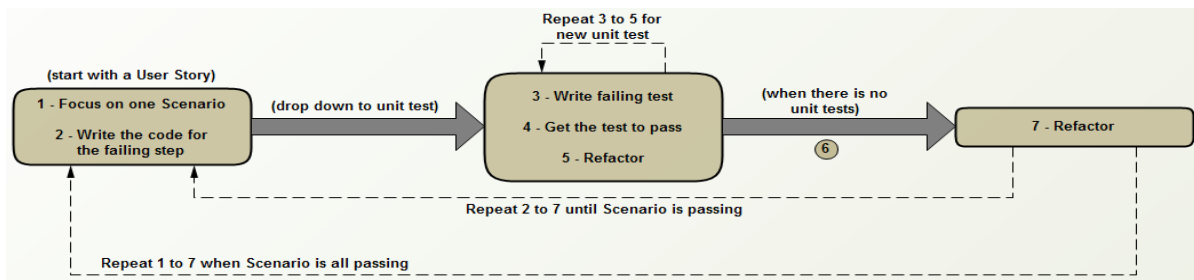 Repeat 3 to 5 for
new unit test
(start with a User Story)
1 - Focus on one Scenario
2 - Write the code for
the failing step
(drop down to unit test)
3 - Write failing test
4 - Get the test to pass
5 - Refactor
(when there is no
unit tests)
6
7 - Refactor
Repeat 2 to 7 until Scenario is passing
Repeat 1 to 7 when Scenario is all passing